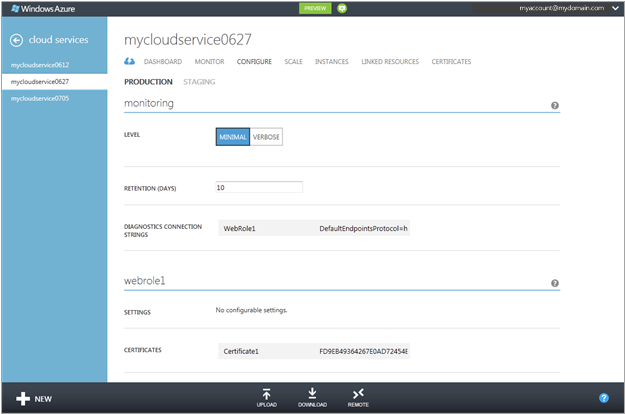 Windows Azure
PREVIEW
myaccount@mydomain.com
cloud services
mycloudservice0612
mycloudservice0627
mycloudservice0705
mycloudservice0627
DASHBOARD MONITOR CONFIGURE SCALE INSTANCES LINKED RESOURCES CERTIFICATES
PRODUCTION STAGING
monitoring
?
LEVEL
MINIMAL VERBOSE
RETENTION (DAYS)
10
DIAGNOSTICS CONNECTION
STRINGS
WebRole1 DefaultEndpointsProtocol=h
webrole1
?
SETTINGS
No configurable settings.
CERTIFICATES
Certificate1 FD9EB49364267E0AD72454E
NEW
UPLOAD DOWNLOAD REMOTE
?